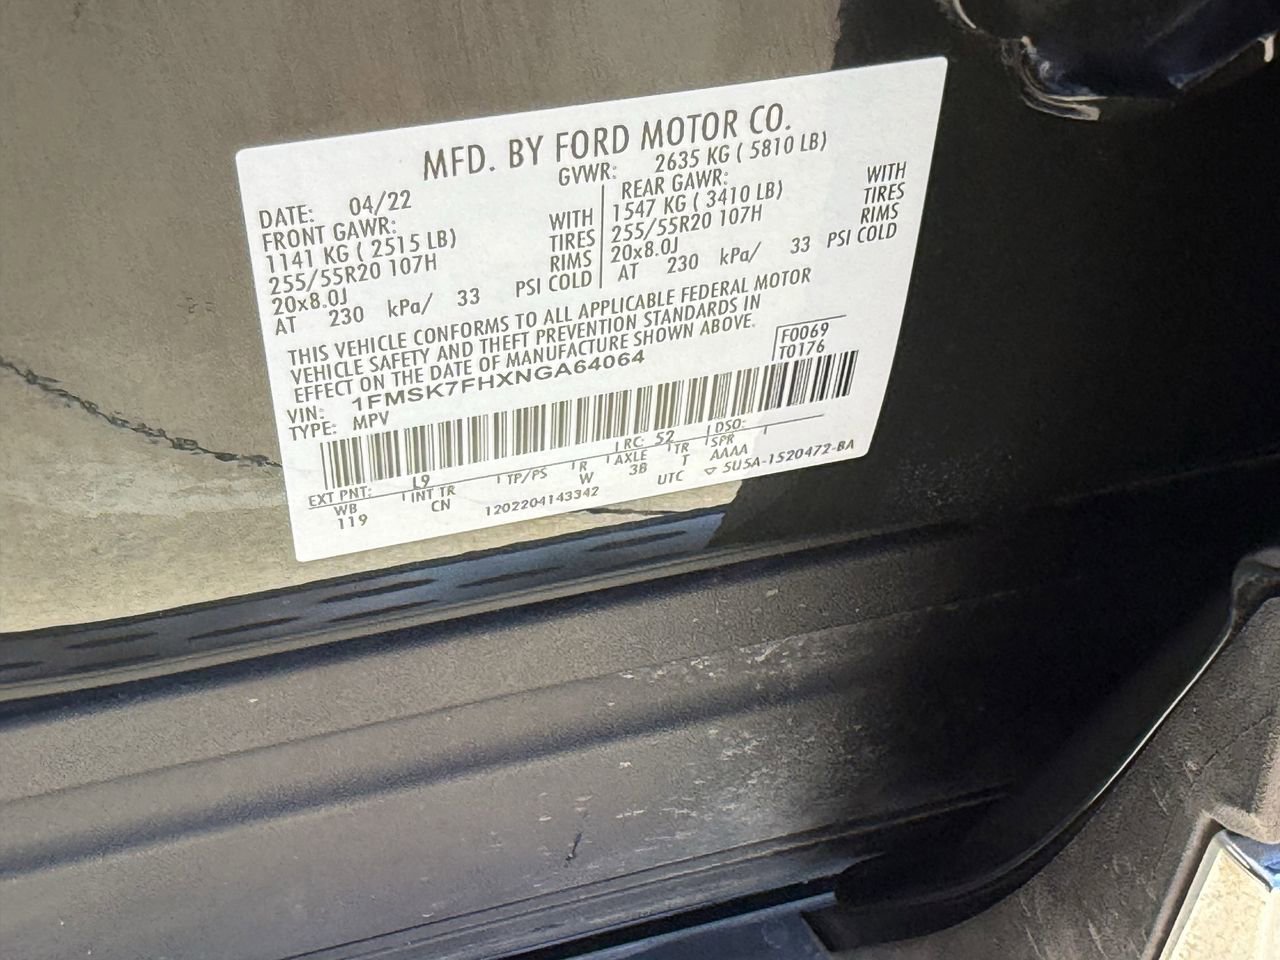 MFD. BY FORD MOTOR CO.
DATE: 04/22 GVWR: 2635 KG ( 5810 LB)
FRONT GAWR: REAR GAWR:
1141 KG ( 2515 LB) WITH 1547 KG ( 3410 LB) WITH
255/55R20 107H TIRES 255/55R20 107H TIRES
20x8.0J RIMS 20x8.0J RIMS
AT 230 kPa/ 33 PSI COLD AT 230 kPa/ 33 PSI COLD
THIS VEHICLE CONFORMS TO ALL APPLICABLE FEDERAL MOTOR
VEHICLE SAFETY AND THEFT PREVENTION STANDARDS IN
EFFECT ON THE DATE OF MANUFACTURE SHOWN ABOVE.
F0069
T0176
VIN: 1FMSK7FHXNGA64064
TYPE: MPV
EXT PNT: L9 RC: 52 DSO:
WB INT TR TP/PS R AXLE TR SPR
119 CN W 3B T AAAA
1202204143342 UTC ▽ 5U5A-1520472-BA